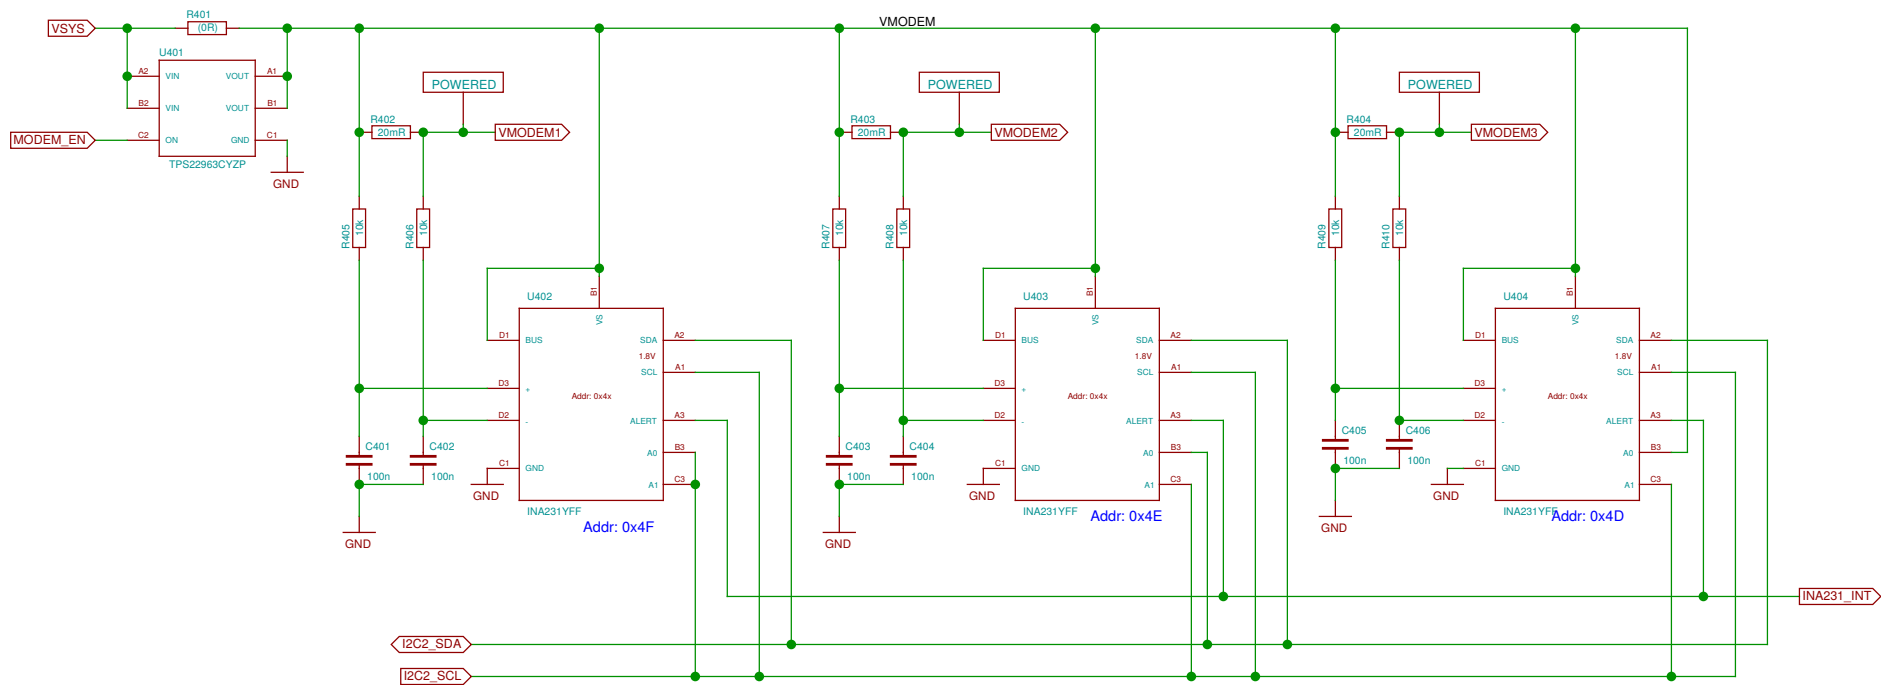 VMODEM
VSYS
R401
(0R)
U401
A2 VIN VOUT A1
B2 VIN VOUT B1
MODEM_EN
C2 ON GND C1
TPS22963CYZP
GND
POWERED
R402
20mR
VMODEM1
R405
10k
R406
10k
U402
B1
VS
D1 BUS SDA A2
1.8V
SCL A1
D3 +
Addr: 0x4x
D2 - ALERT A3
A0 B3
C1 GND
A1 C3
GND
INA231YFF
Addr: 0x4F
C401
100n
C402
100n
GND
POWERED
R403
20mR
VMODEM2
R407
10k
R408
10k
U403
B1
VS
D1 BUS SDA A2
1.8V
SCL A1
D3 +
Addr: 0x4x
D2 - ALERT A3
A0 B3
C1 GND
A1 C3
GND
INA231YFF
Addr: 0x4E
C403
100n
C404
100n
GND
POWERED
R404
20mR
VMODEM3
R409
10k
R410
10k
U404
B1
VS
D1 BUS SDA A2
1.8V
SCL A1
D3 +
Addr: 0x4x
D2 - ALERT A3
A0 B3
C1 GND
A1 C3
GND
INA231YFF
Addr: 0x4D
C405
100n
C406
100n
GND
INA231_INT
I2C2_SDA
I2C2_SCL